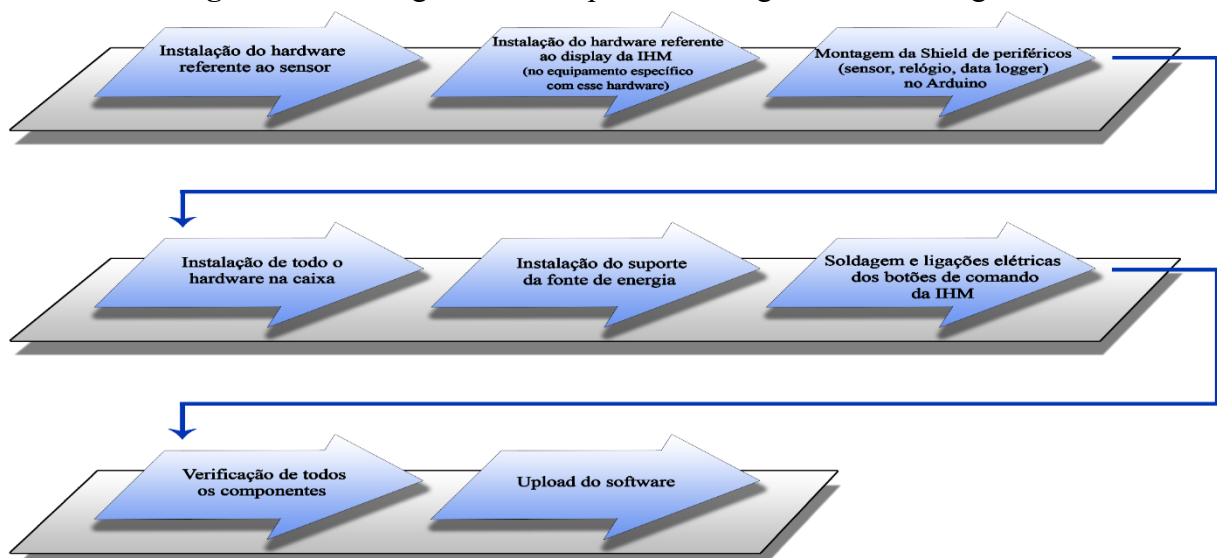 Instalação do hardware
referente ao sensor
Instalação do hardware referente
ao display da IHM
(no equipamento específico
com esse hardware)
Montagem da Shield de periféricos
(sensor, relógio, data logger)
no Arduino
Instalação de todo o
hardware na caixa
Instalação do suporte
da fonte de energia
Soldagem e ligações elétricas
dos botões de comando
da IHM
Verificação de todos
os componentes
Upload do software